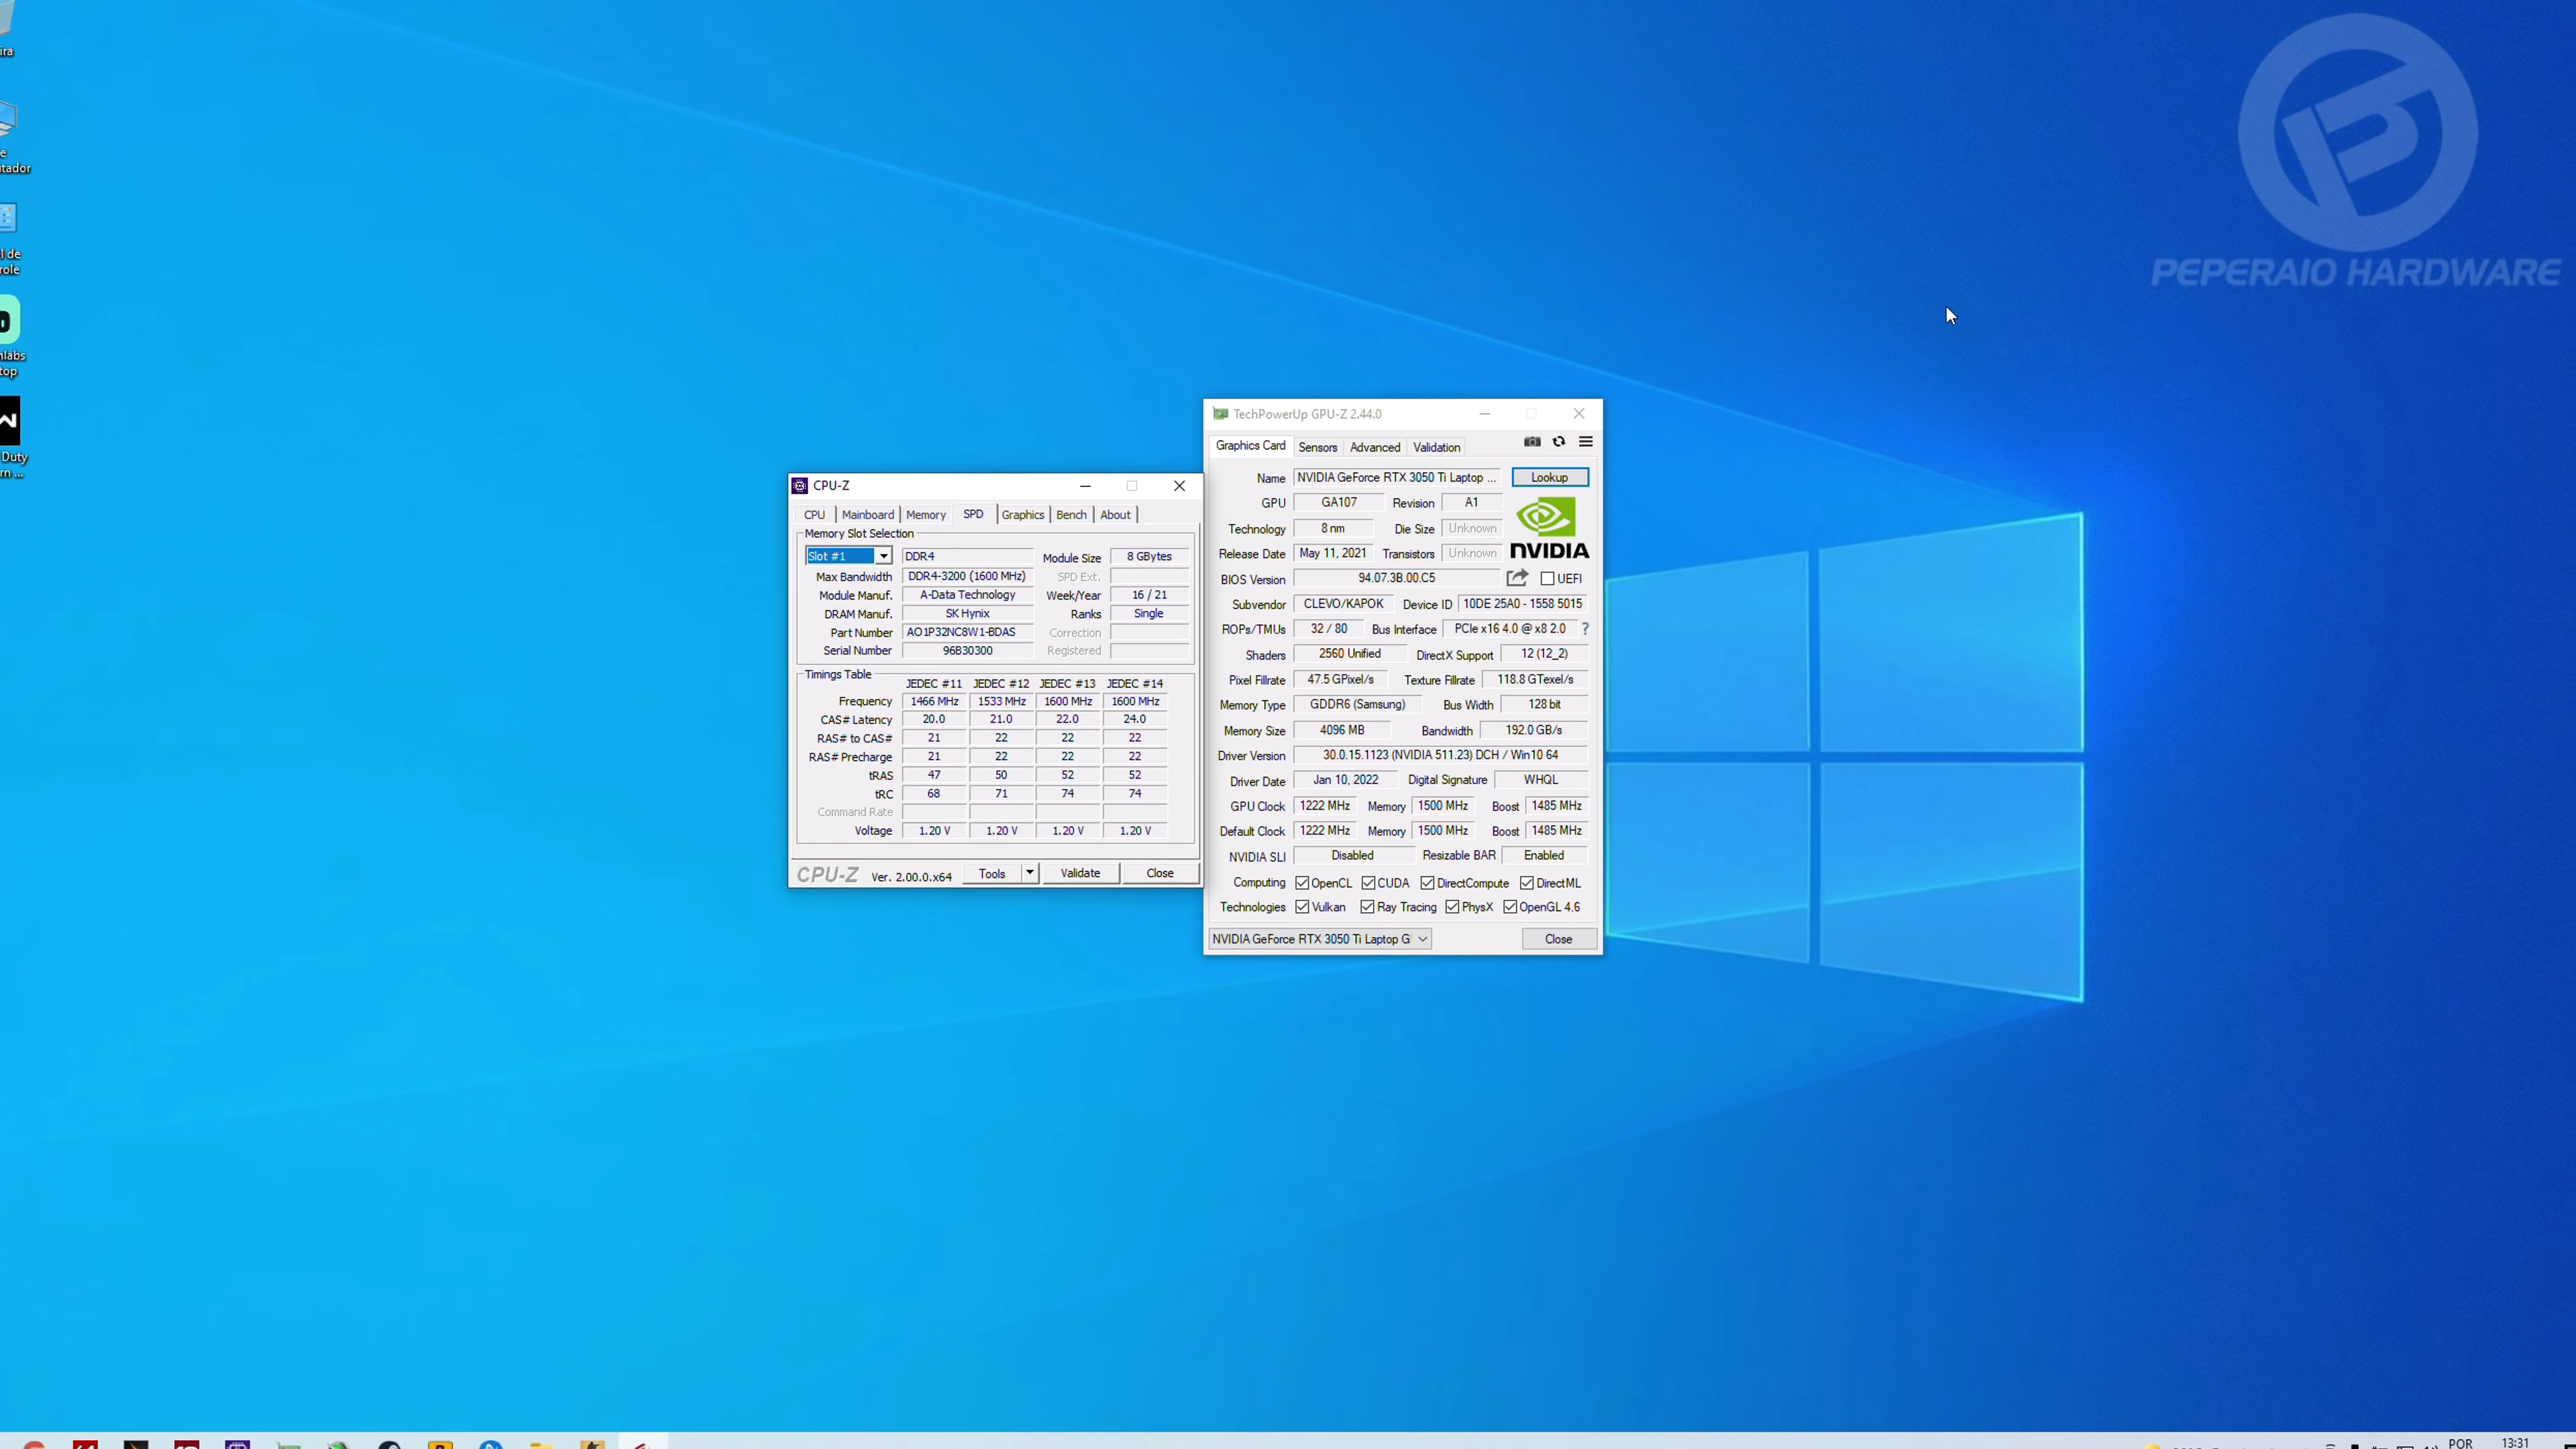 ira
e
tador
l de
role
nlabs
top
Duty
rn ...
PEPERAIO HARDWARE
CPU-Z
CPU Mainboard Memory SPD Graphics Bench About
Memory Slot Selection
Slot #1 DDR4 Module Size 8 GBytes
Max Bandwidth DDR4-3200 (1600 MHz) SPD Ext.
Module Manuf. A-Data Technology Week/Year 16 / 21
DRAM Manuf. SK Hynix Ranks Single
Part Number AO1P32NC8W1-BDAS Correction
Serial Number 96B30300 Registered
Timings Table
JEDEC #11 JEDEC #12 JEDEC #13 JEDEC #14
Frequency 1466 MHz 1533 MHz 1600 MHz 1600 MHz
CAS# Latency 20.0 21.0 22.0 24.0
RAS# to CAS# 21 22 22 22
RAS# Precharge 21 22 22 22
tRAS 47 50 52 52
tRC 68 71 74 74
Command Rate
Voltage 1.20 V 1.20 V 1.20 V 1.20 V
CPU-Z Ver. 2.00.0.x64 Tools Validate Close
TechPowerUp GPU-Z 2.44.0
Graphics Card Sensors Advanced Validation
Name NVIDIA GeForce RTX 3050 Ti Laptop ... Lookup
GPU GA107 Revision A1
Technology 8 nm Die Size Unknown
Release Date May 11, 2021 Transistors Unknown
NVIDIA
BIOS Version 94.07.3B.00.C5 UEFI
Subvendor CLEVO/KAPOK Device ID 10DE 25A0 - 1558 5015
ROPs/TMUs 32 / 80 Bus Interface PCIe x16 4.0 @ x8 2.0 ?
Shaders 2560 Unified DirectX Support 12 (12_2)
Pixel Fillrate 47.5 GPixel/s Texture Fillrate 118.8 GTexel/s
Memory Type GDDR6 (Samsung) Bus Width 128 bit
Memory Size 4096 MB Bandwidth 192.0 GB/s
Driver Version 30.0.15.1123 (NVIDIA 511.23) DCH / Win10 64
Driver Date Jan 10, 2022 Digital Signature WHQL
GPU Clock 1222 MHz Memory 1500 MHz Boost 1485 MHz
Default Clock 1222 MHz Memory 1500 MHz Boost 1485 MHz
NVIDIA SLI Disabled Resizable BAR Enabled
Computing OpenCL CUDA DirectCompute DirectML
Technologies Vulkan Ray Tracing PhysX OpenGL 4.6
NVIDIA GeForce RTX 3050 Ti Laptop G Close
POR
13:31